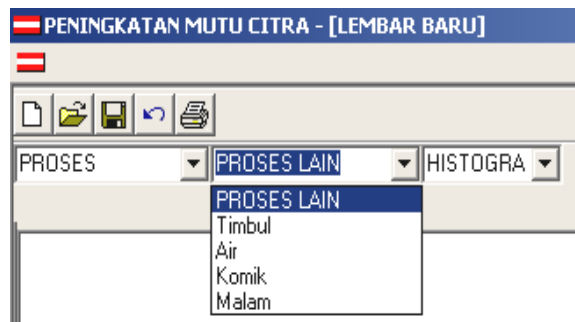 PENINGKATAN MUTU CITRA - [LEMBAR BARU]
PROSES PROSES LAIN HISTOGRA
PROSES LAIN
Timbul
Air
Komik
Malam